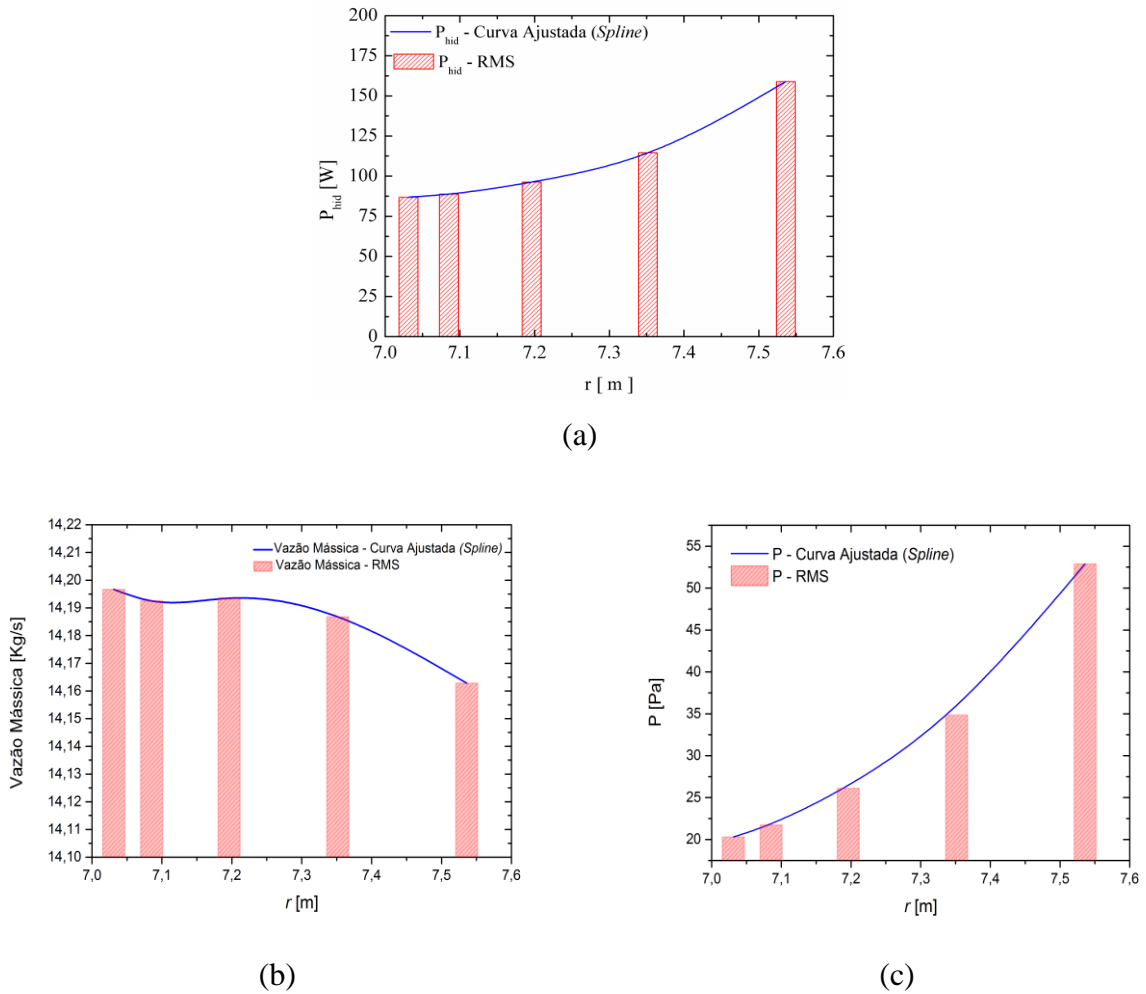 200
175
150
125
100
75
50
25
0
P_hid [W]
P_hid - Curva Ajustada (Spline)
P_hid - RMS
7.0 7.1 7.2 7.3 7.4 7.5 7.6
r [ m ]
(a)
14,22
14,21
14,20
14,19
14,18
14,17
14,16
14,15
14,14
14,13
14,12
14,11
14,10
Vazão Mássica [Kg/s]
Vazão Mássica - Curva Ajustada (Spline)
Vazão Mássica - RMS
7,0 7,1 7,2 7,3 7,4 7,5 7,6
r [m]
(b)
55
50
45
40
35
30
25
20
P [Pa]
P - Curva Ajustada (Spline)
P - RMS
7,0 7,1 7,2 7,3 7,4 7,5 7,6
r [m]
(c)